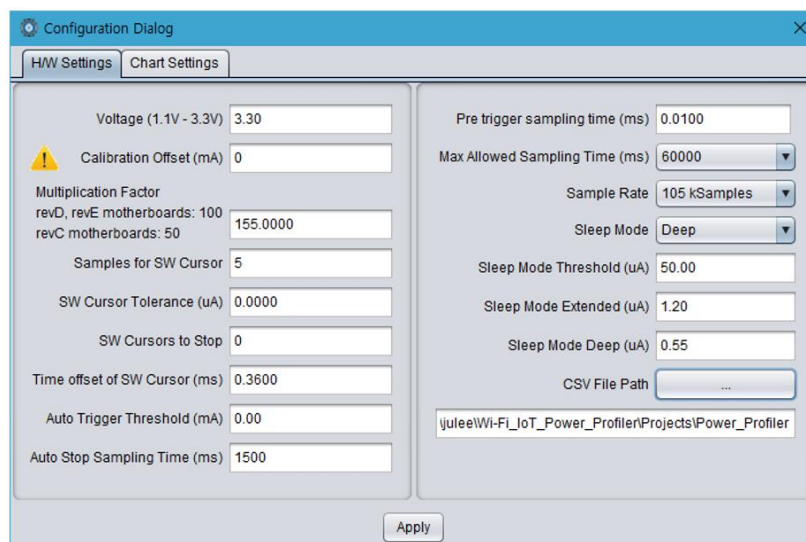 Configuration Dialog
H/W Settings
Chart Settings
Voltage (1.1V - 3.3V) 3.30
Calibration Offset (mA) 0
Multiplication Factor
revD, revE motherboards: 100
revC motherboards: 50
155.0000
Samples for SW Cursor 5
SW Cursor Tolerance (uA) 0.0000
SW Cursors to Stop 0
Time offset of SW Cursor (ms) 0.3600
Auto Trigger Threshold (mA) 0.00
Auto Stop Sampling Time (ms) 1500
Pre trigger sampling time (ms) 0.0100
Max Allowed Sampling Time (ms) 60000
Sample Rate 105 kSamples
Sleep Mode Deep
Sleep Mode Threshold (uA) 50.00
Sleep Mode Extended (uA) 1.20
Sleep Mode Deep (uA) 0.55
CSV File Path ...
\julee\Wi-Fi_IoT_Power_Profiler\Projects\Power_Profiler
Apply